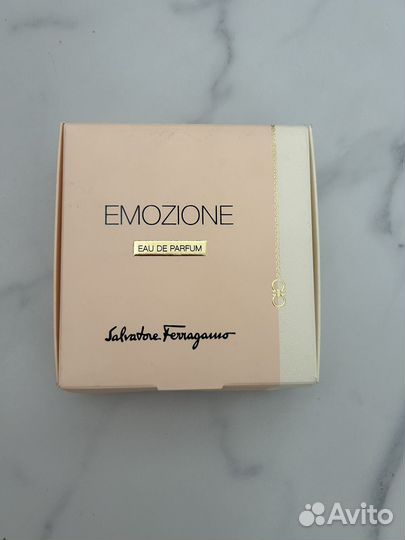 EMOZIONE
EAU DE PARFUM
Salvatore Ferragamo
Avito